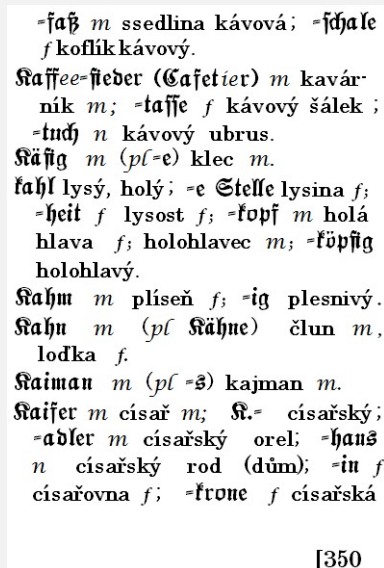 -faß m ssedlina kávová; -ſchale
f koflík kávový.
Kaffee-ſieder (Cafetier) m kavár-
ník m; -taſſe f kávový šálek;
-tuch n kávový ubrus.
Käfig m (pl -e) klec m.
kahl lysý, holý; -e Stelle lysina f;
-heit f lysost f; -kopf m holá
hlava f; holohlavec m; -köpfig
holohlavý.
Kahm m plíseň f; -ig plesnivý.
Kahn m (pl Kähne) člun m,
loďka f.
Kaiman m (pl -s) kajman m.
Kaiſer m císař m; K.- císařský;
-adler m císařský orel; -haus
n císařský rod (dům); -in f
císařovna f; -krone f císařská
[350